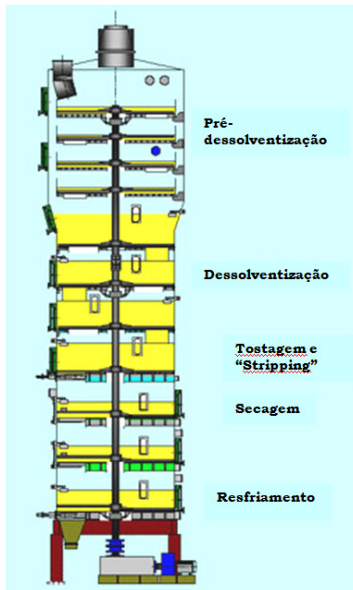 Pré-
dessolventização
Dessolventização
Tostagem e
“Stripping”
Secagem
Resfriamento